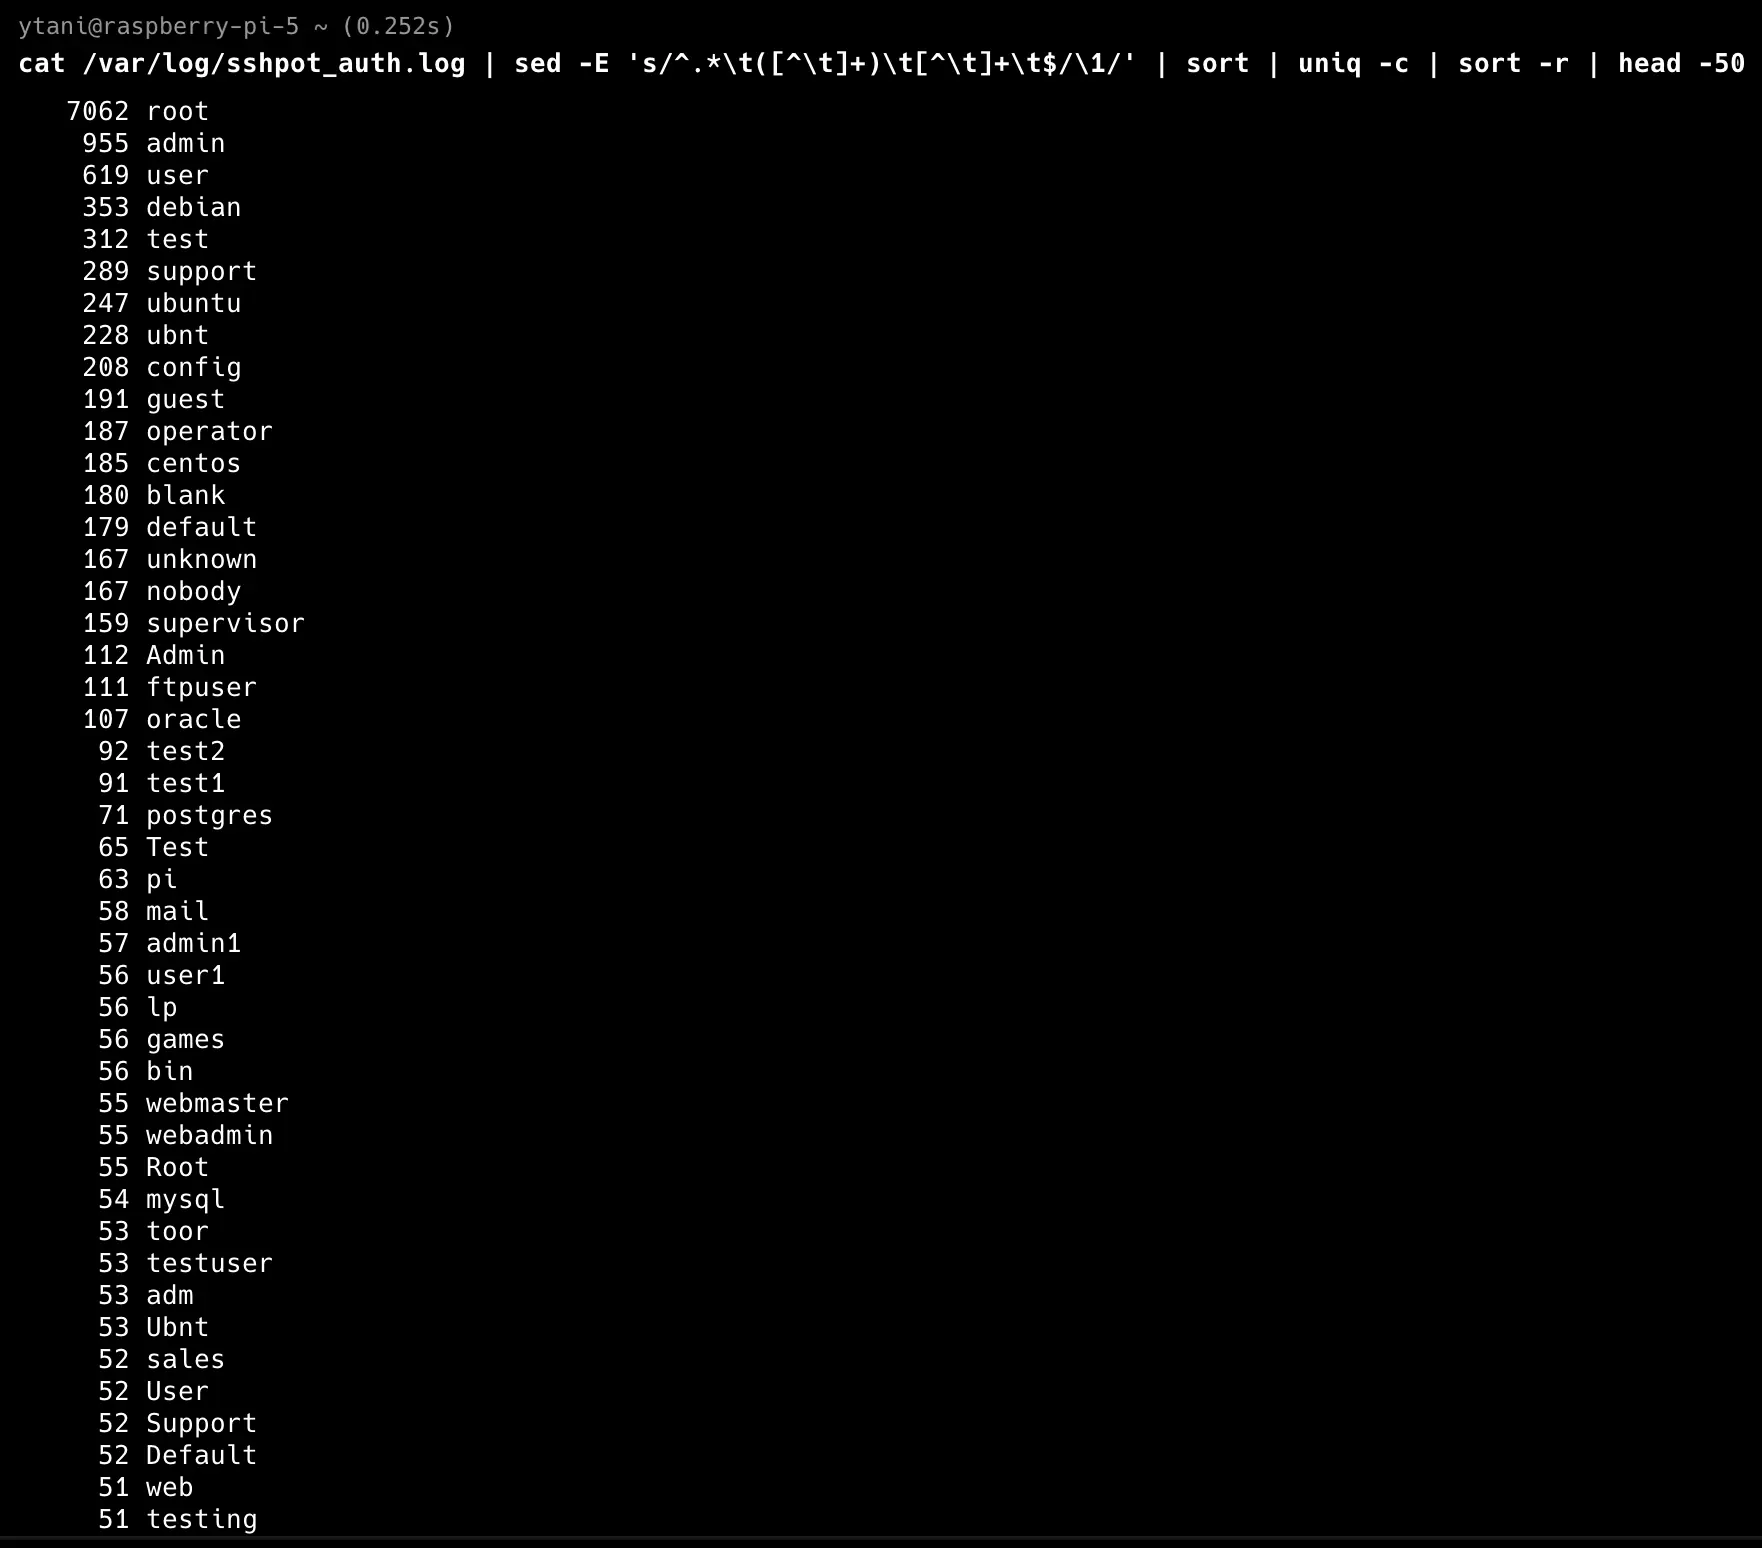 ytani@raspberry-pi-5 ~ (0.252s)
cat /var/log/sshpot_auth.log | sed -E 's/^.*\t([^\t]+)\t[^\t]+\t$/\1/' | sort | uniq -c | sort -r | head -50
7062 root
955 admin
619 user
353 debian
312 test
289 support
247 ubuntu
228 ubnt
208 config
191 guest
187 operator
185 centos
180 blank
179 default
167 unknown
167 nobody
159 supervisor
112 Admin
111 ftpuser
107 oracle
92 test2
91 test1
71 postgres
65 Test
63 pi
58 mail
57 admin1
56 user1
56 lp
56 games
56 bin
55 webmaster
55 webadmin
55 Root
54 mysql
53 toor
53 testuser
53 adm
53 Ubnt
52 sales
52 User
52 Support
52 Default
51 web
51 testing